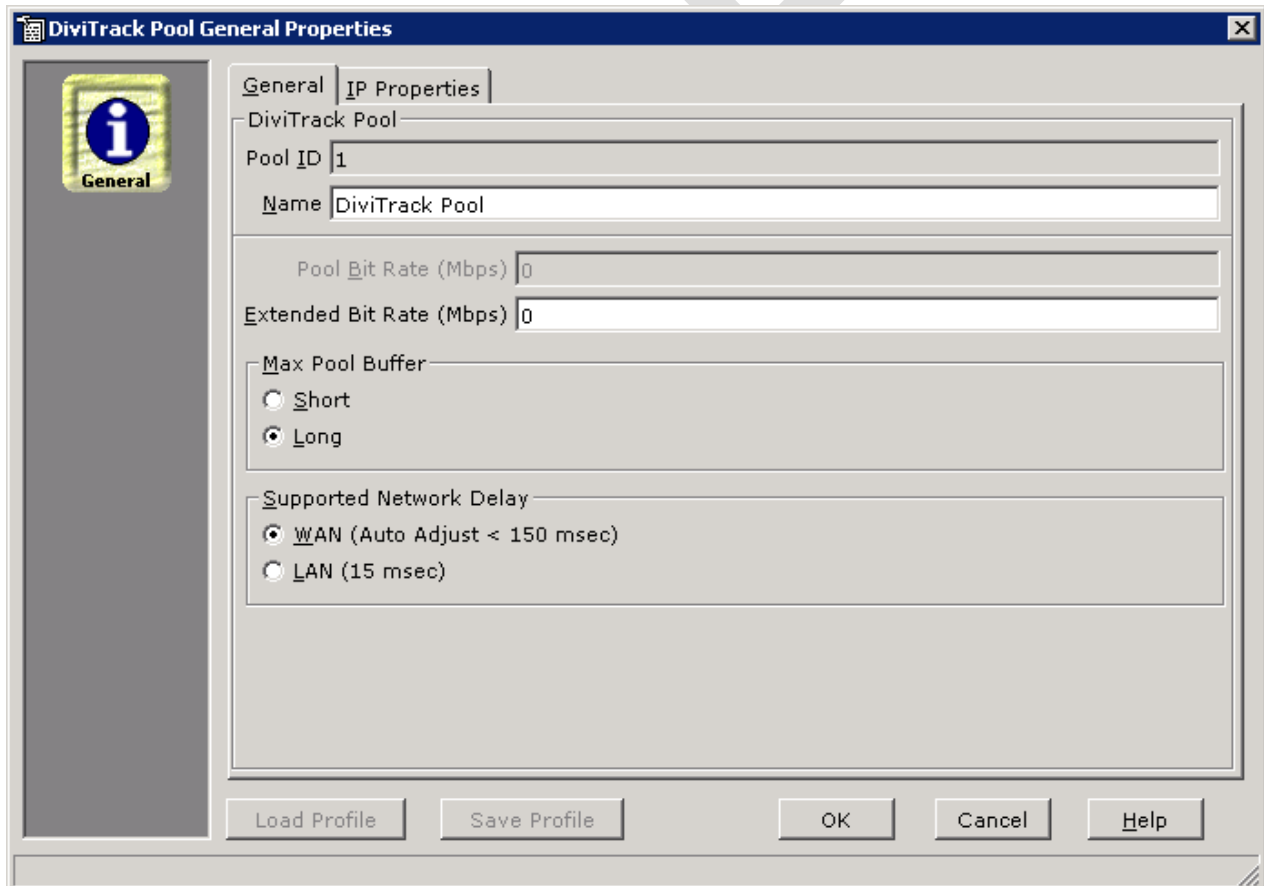 DiviTrack Pool General Properties
General
General
IP Properties
DiviTrack Pool
Pool ID 1
Name DiviTrack Pool
Pool Bit Rate (Mbps) 0
Extended Bit Rate (Mbps) 0
Max Pool Buffer
Short
Long
Supported Network Delay
WAN (Auto Adjust < 150 msec)
LAN (15 msec)
Load Profile
Save Profile
OK
Cancel
Help